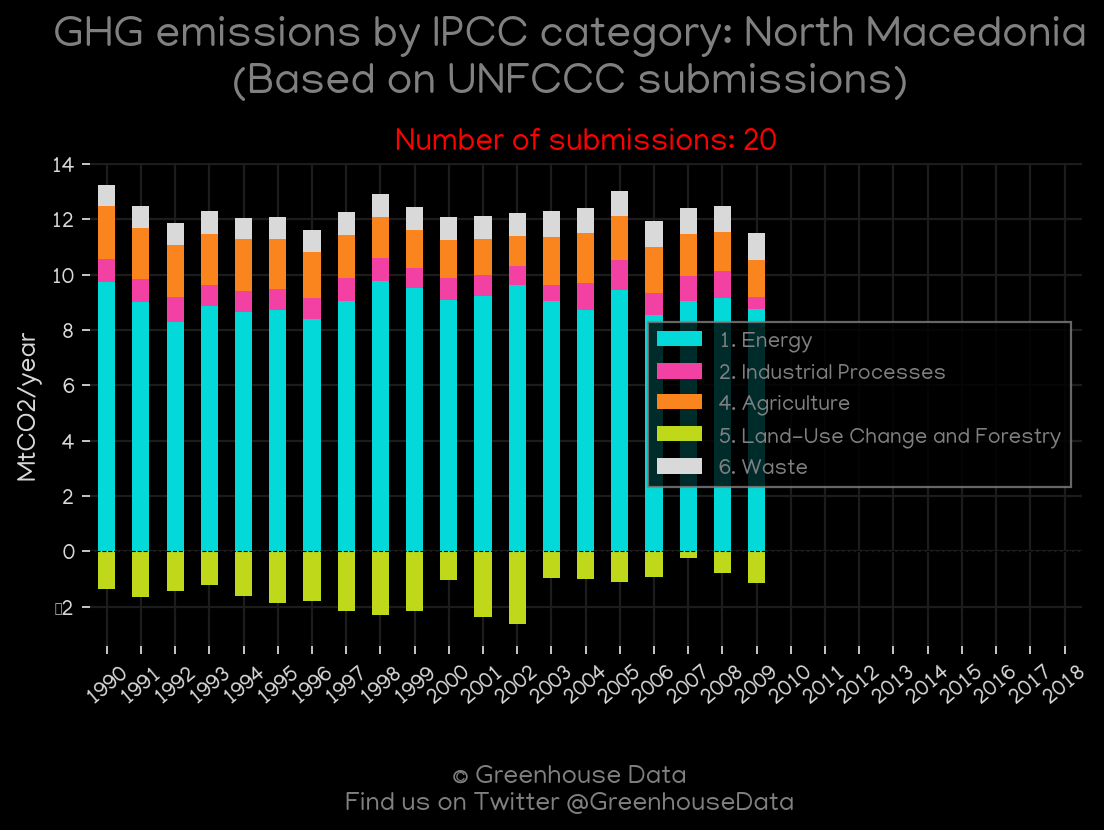 GHG emissions by IPCC category: North Macedonia
(Based on UNFCCC submissions)
Number of submissions: 20
14
12
10
8
6
4
2
0
▯2
MtCO2/year
1. Energy
2. Industrial Processes
4. Agriculture
5. Land-Use Change and Forestry
6. Waste
1990 1991 1992 1993 1994 1995 1996 1997 1998 1999 2000 2001 2002 2003 2004 2005 2006 2007 2008 2009 2010 2011 2012 2013 2014 2015 2016 2017 2018
© Greenhouse Data
Find us on Twitter @GreenhouseData